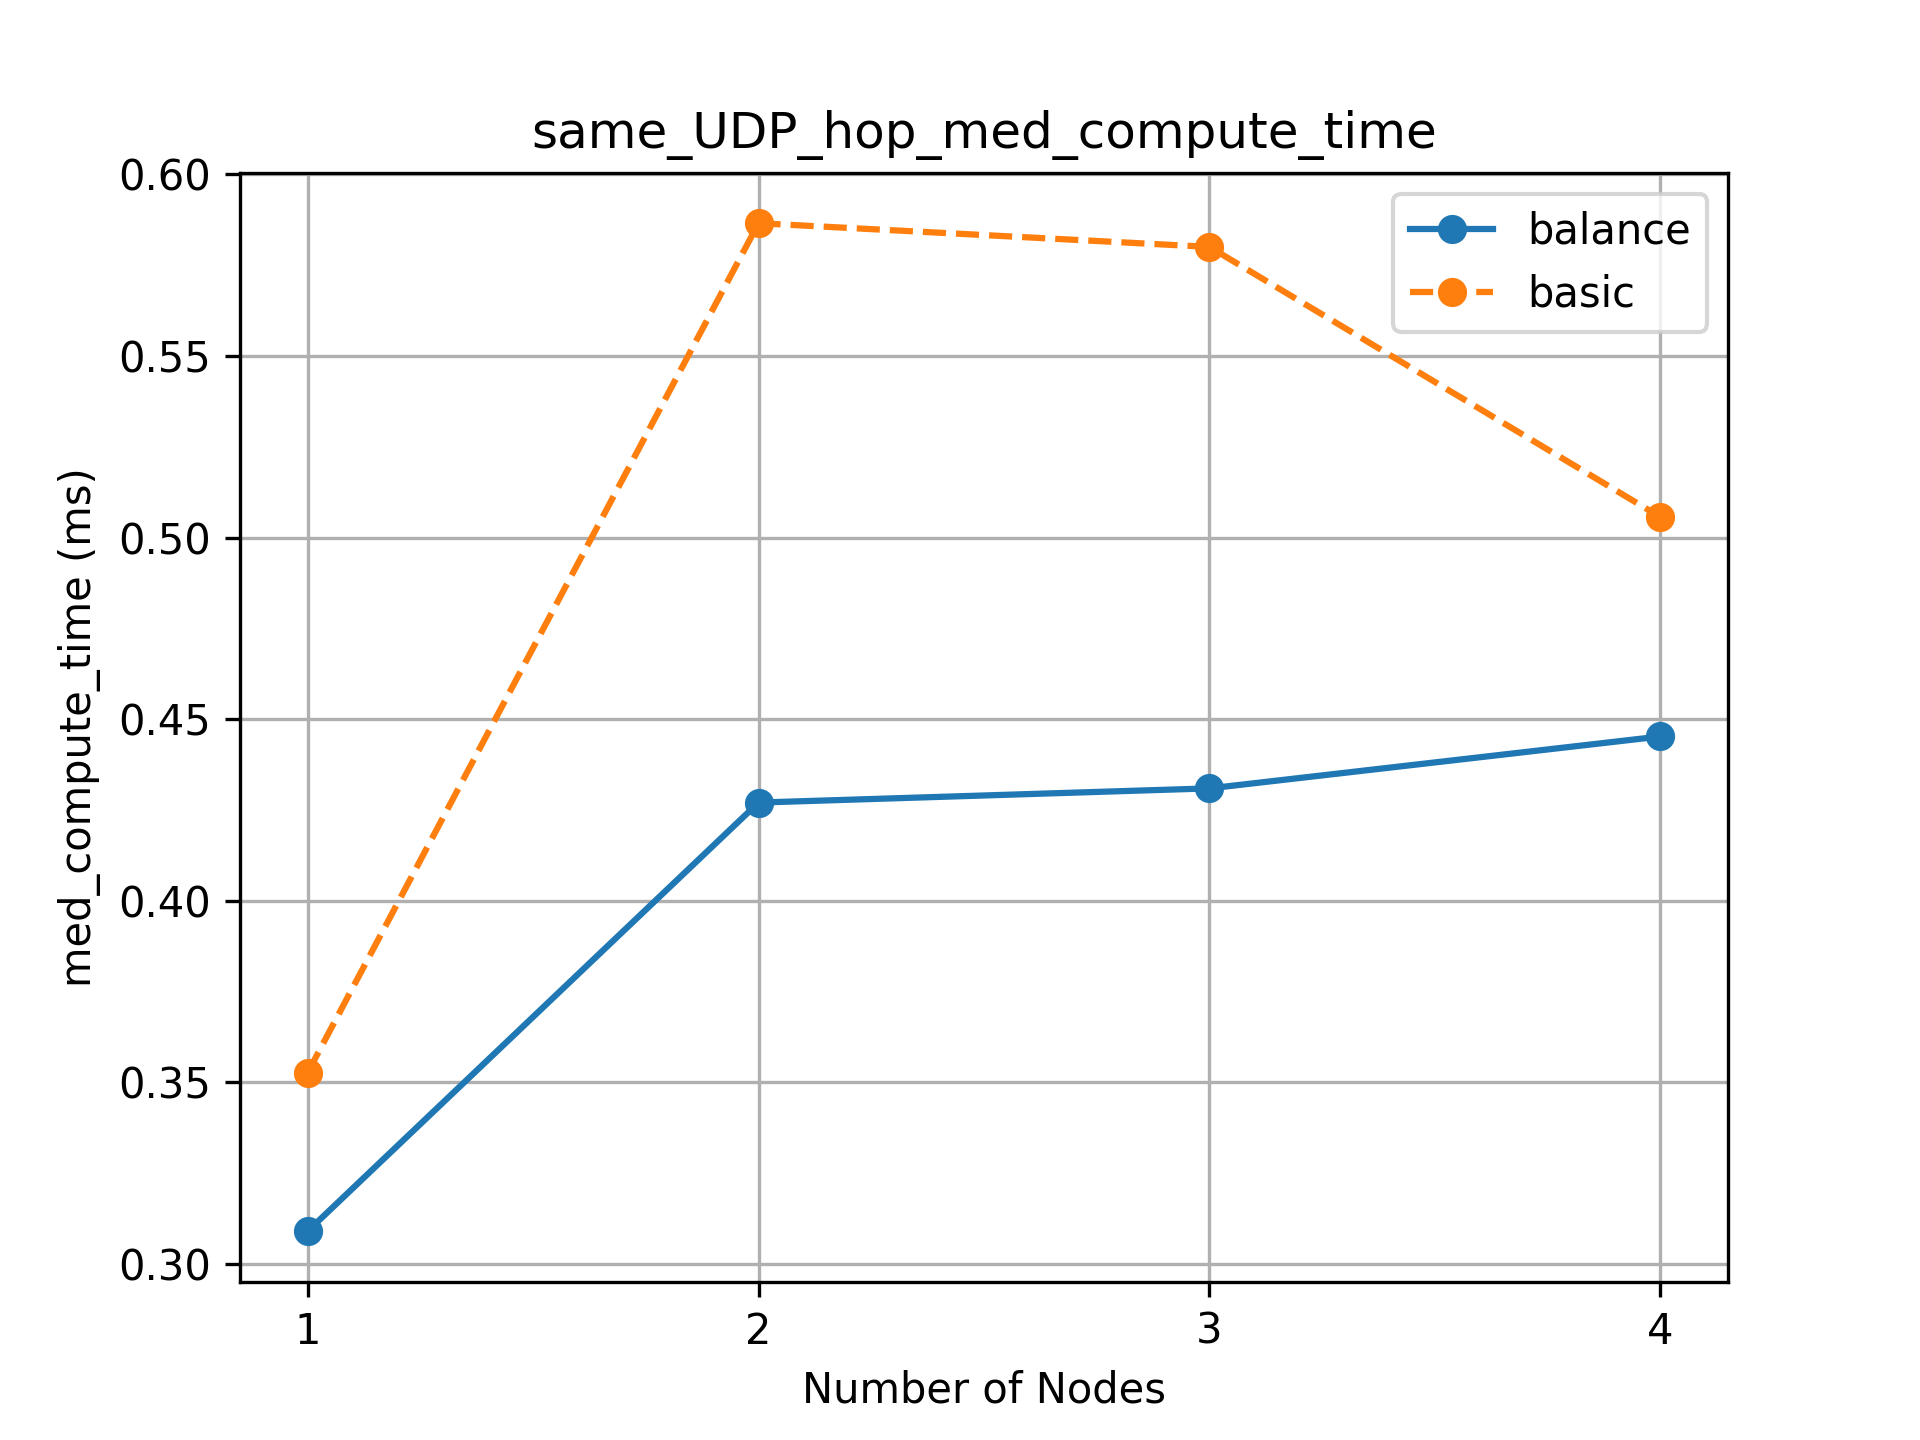 same_UDP_hop_med_compute_time
0.60
0.55
0.50
0.45
0.40
0.35
0.30
med_compute_time (ms)
balance
basic
1 2 3 4
Number of Nodes